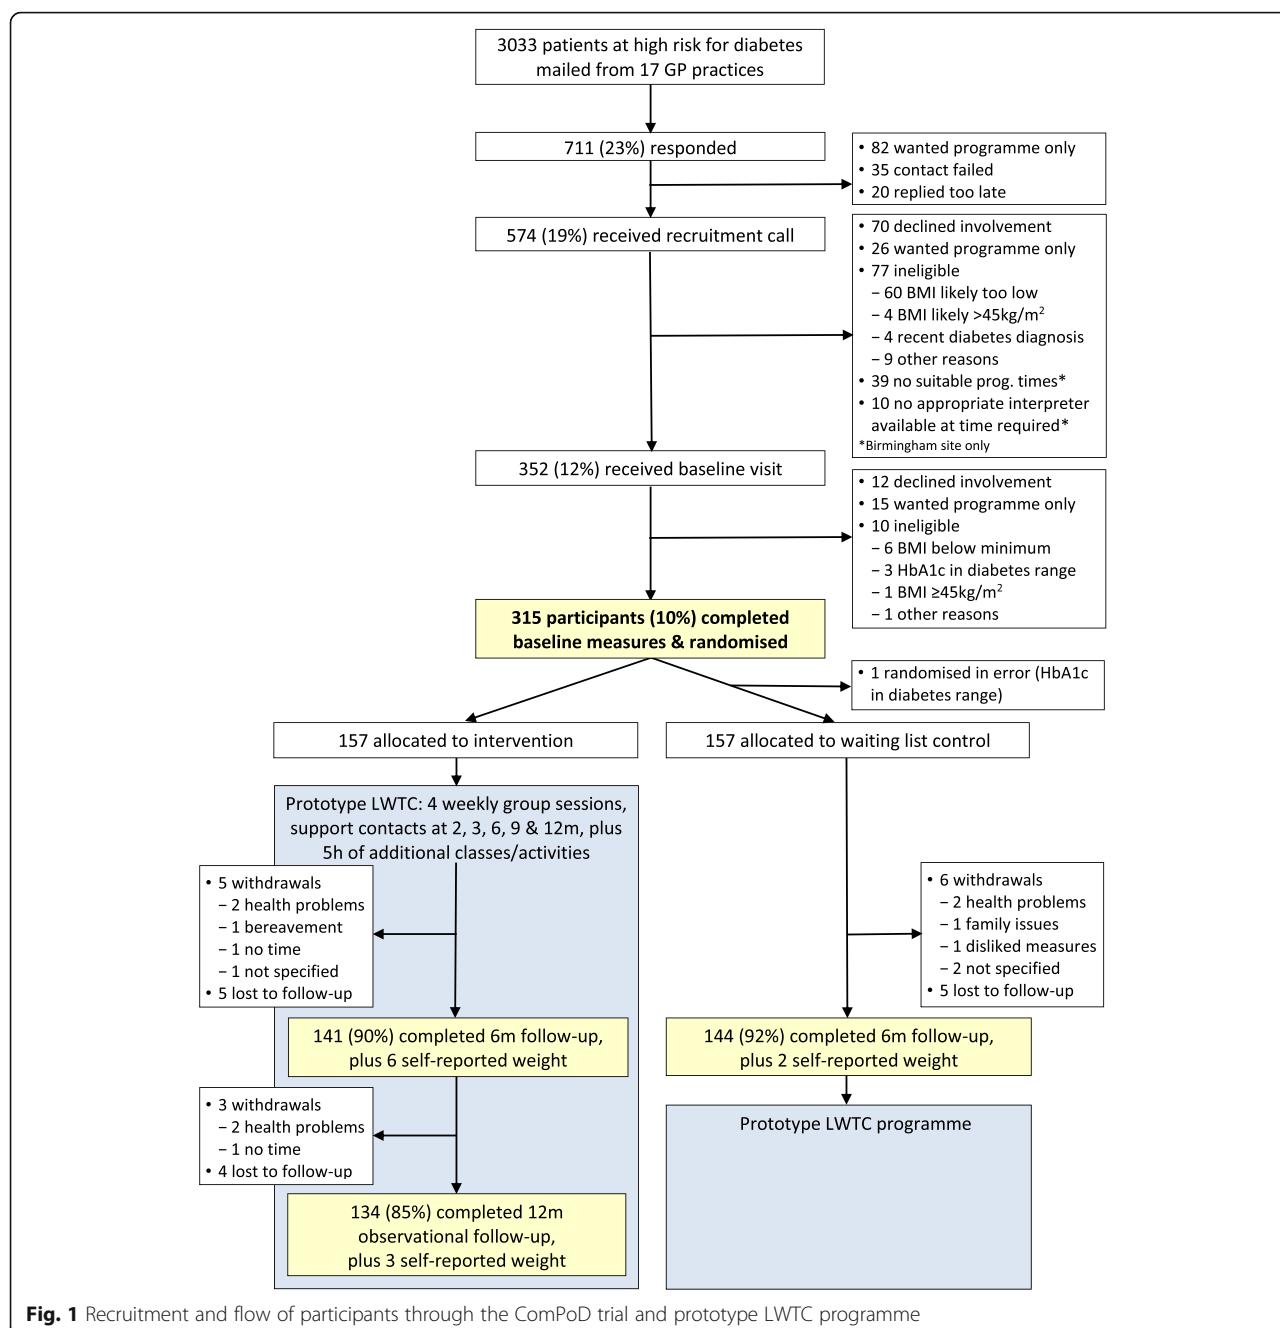 3033 patients at high risk for diabetes
mailed from 17 GP practices
711 (23%) responded
• 82 wanted programme only
• 35 contact failed
• 20 replied too late
574 (19%) received recruitment call
• 70 declined involvement
• 26 wanted programme only
• 77 ineligible
– 60 BMI likely too low
– 4 BMI likely >45kg/m²
– 4 recent diabetes diagnosis
– 9 other reasons
• 39 no suitable prog. times*
• 10 no appropriate interpreter
available at time required*
*Birmingham site only
352 (12%) received baseline visit
• 12 declined involvement
• 15 wanted programme only
• 10 ineligible
– 6 BMI below minimum
– 3 HbA1c in diabetes range
– 1 BMI ≥45kg/m²
– 1 other reasons
315 participants (10%) completed
baseline measures & randomised
• 1 randomised in error (HbA1c
in diabetes range)
157 allocated to intervention
157 allocated to waiting list control
Prototype LWTC: 4 weekly group sessions,
support contacts at 2, 3, 6, 9 & 12m, plus
5h of additional classes/activities
• 5 withdrawals
– 2 health problems
– 1 bereavement
– 1 no time
– 1 not specified
• 5 lost to follow-up
• 6 withdrawals
– 2 health problems
– 1 family issues
– 1 disliked measures
– 2 not specified
• 5 lost to follow-up
141 (90%) completed 6m follow-up,
plus 6 self-reported weight
144 (92%) completed 6m follow-up,
plus 2 self-reported weight
• 3 withdrawals
– 2 health problems
– 1 no time
• 4 lost to follow-up
Prototype LWTC programme
134 (85%) completed 12m
observational follow-up,
plus 3 self-reported weight
Fig. 1 Recruitment and flow of participants through the ComPoD trial and prototype LWTC programme